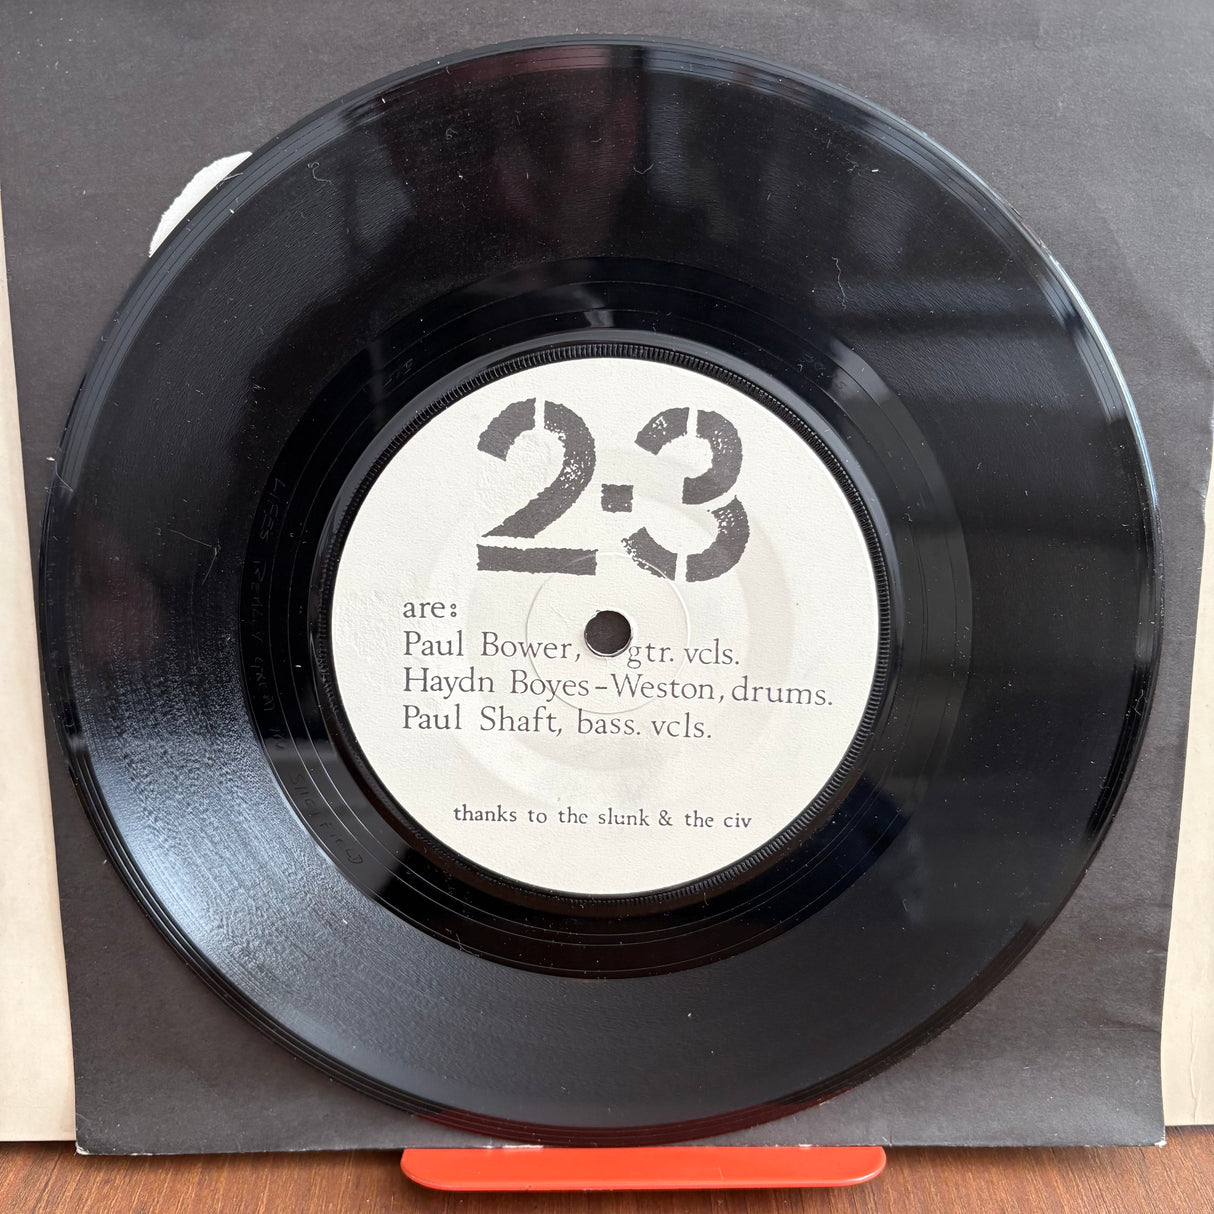 2.3
are:
Paul Bower, gtr. vcls.
Haydn Boyes-Weston, drums.
Paul Shaft, bass. vcls.
thanks to the slunk & the civ
SHEFFIELD